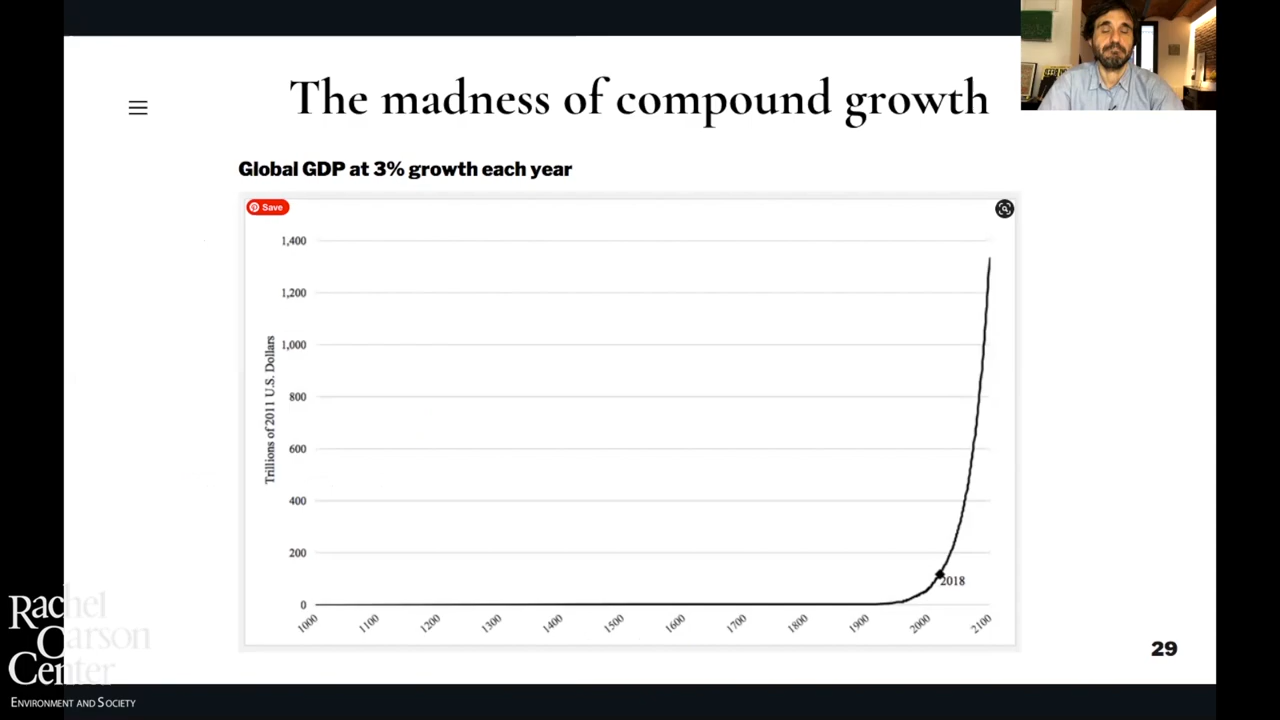 The madness of compound growth
Global GDP at 3% growth each year
Save
1,400
1,200
1,000
800
600
400
200
0
Trillions of 2011 U.S. Dollars
2018
1000
1100
1200
1300
1400
1500
1600
1700
1800
1900
2000
2100
29
Rachel
Carson
Center
ENVIRONMENT AND SOCIETY